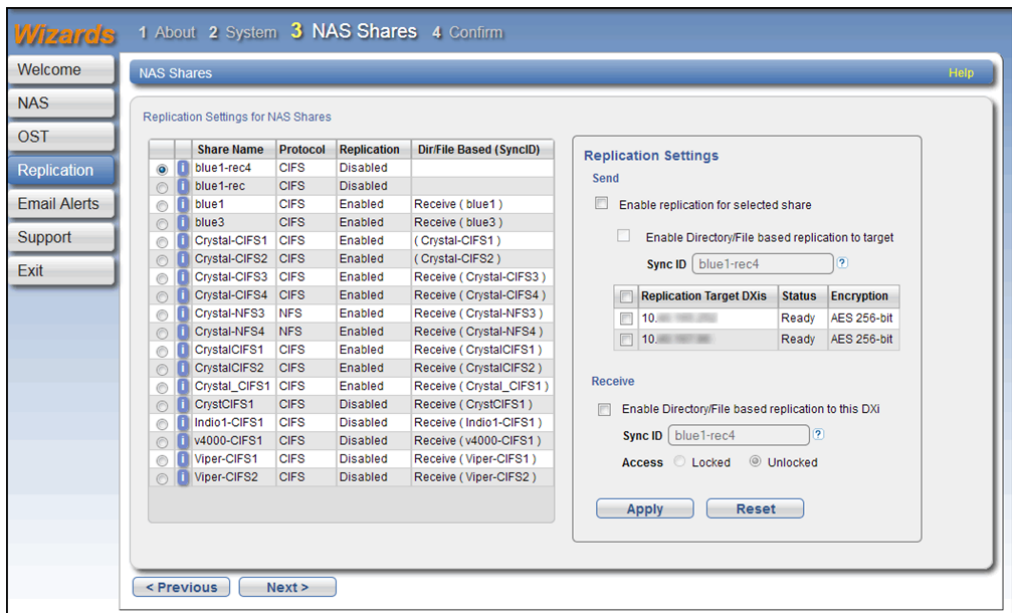 Wizards 1 About 2 System 3 NAS Shares 4 Confirm
Welcome
NAS
OST
Replication
Email Alerts
Support
Exit
NAS Shares Help
Replication Settings for NAS Shares
Share Name Protocol Replication Dir/File Based (SyncID)
i blue1-rec4 CIFS Disabled
i blue1-rec CIFS Disabled
i blue1 CIFS Enabled Receive ( blue1 )
i blue3 CIFS Enabled Receive ( blue3 )
i Crystal-CIFS1 CIFS Enabled ( Crystal-CIFS1 )
i Crystal-CIFS2 CIFS Enabled ( Crystal-CIFS2 )
i Crystal-CIFS3 CIFS Enabled Receive ( Crystal-CIFS3 )
i Crystal-CIFS4 CIFS Enabled Receive ( Crystal-CIFS4 )
i Crystal-NFS3 NFS Enabled Receive ( Crystal-NFS3 )
i Crystal-NFS4 NFS Enabled Receive ( Crystal-NFS4 )
i CrystalCIFS1 CIFS Enabled Receive ( CrystalCIFS1 )
i CrystalCIFS2 CIFS Enabled Receive ( CrystalCIFS2 )
i Crystal_CIFS1 CIFS Enabled Receive ( Crystal_CIFS1 )
i CrystCIFS1 CIFS Disabled Receive ( CrystCIFS1 )
i Indio1-CIFS1 CIFS Disabled Receive ( Indio1-CIFS1 )
i v4000-CIFS1 CIFS Disabled Receive ( v4000-CIFS1 )
i Viper-CIFS1 CIFS Disabled Receive ( Viper-CIFS1 )
i Viper-CIFS2 CIFS Disabled Receive ( Viper-CIFS2 )
Replication Settings
Send
Enable replication for selected share
Enable Directory/File based replication to target
Sync ID blue1-rec4 ?
Replication Target DXis Status Encryption
10. Ready AES 256-bit
10. Ready AES 256-bit
Receive
Enable Directory/File based replication to this DXi
Sync ID blue1-rec4 ?
Access Locked Unlocked
Apply Reset
< Previous Next >